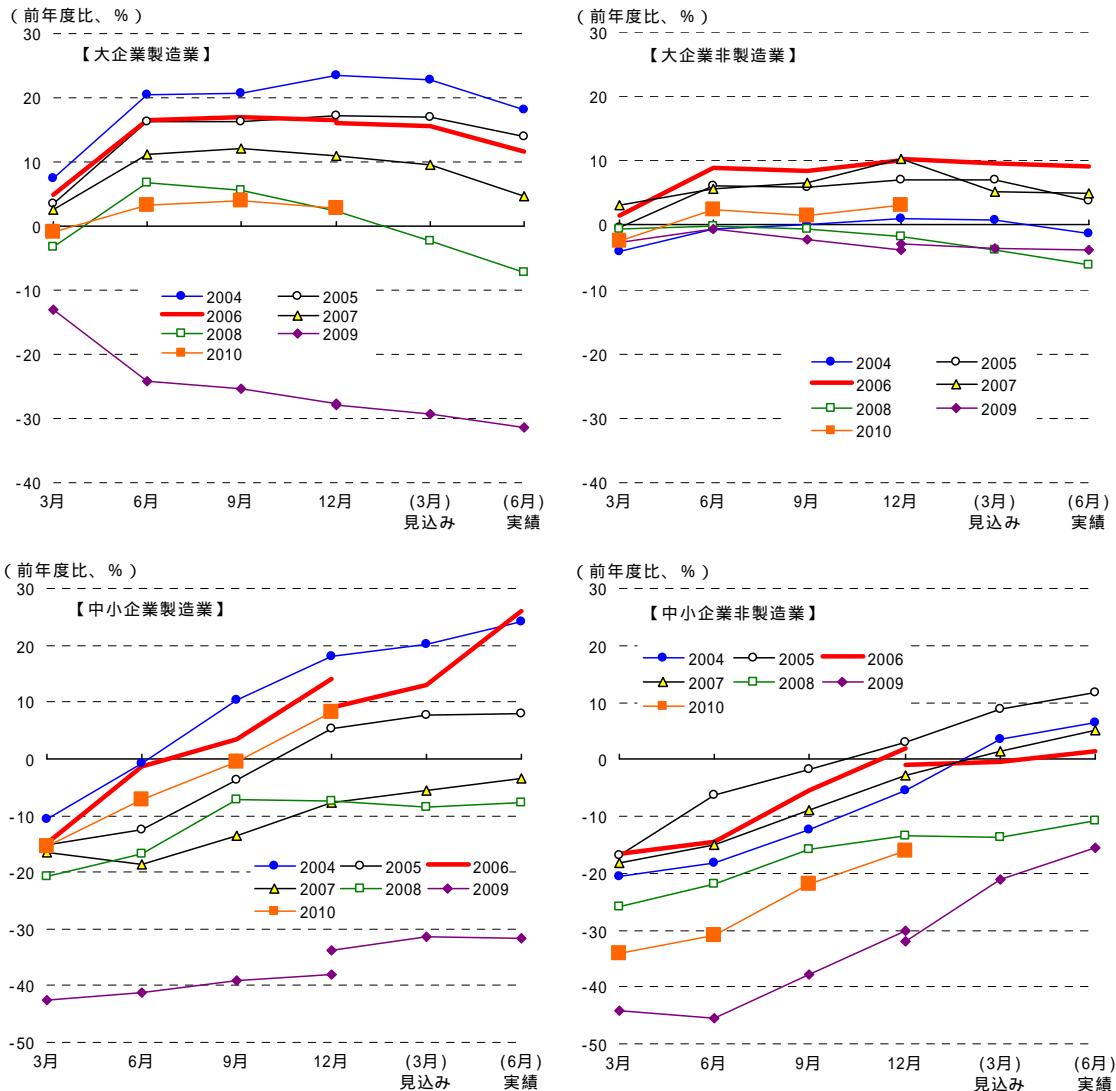 (前年度比、%)
【大企業製造業】
30
20
10
0
-10
-20
-30
-40
2004
2005
2006
2007
2008
2009
2010
3月
6月
9月
12月
(3月)
見込み
(6月)
実績
(前年度比、%)
【大企業非製造業】
30
20
10
0
-10
-20
-30
-40
2004
2005
2006
2007
2008
2009
2010
3月
6月
9月
12月
(3月)
見込み
(6月)
実績
(前年度比、%)
【中小企業製造業】
30
20
10
0
-10
-20
-30
-40
-50
2004
2005
2006
2007
2008
2009
2010
3月
6月
9月
12月
(3月)
見込み
(6月)
実績
(前年度比、%)
【中小企業非製造業】
30
20
10
0
-10
-20
-30
-40
-50
2004
2005
2006
2007
2008
2009
2010
3月
6月
9月
12月
(3月)
見込み
(6月)
実績